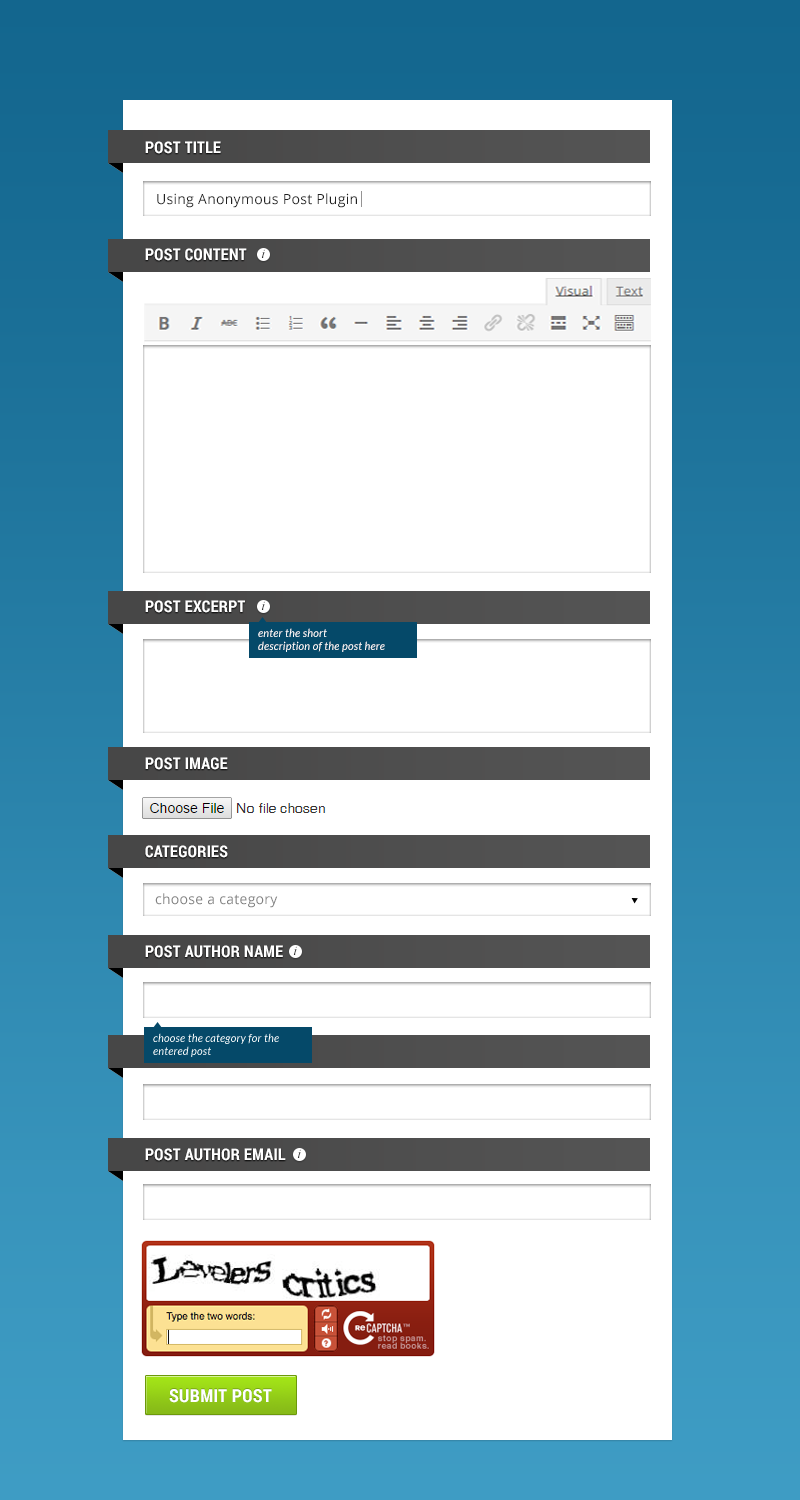 POST TITLE
Using Anonymous Post Plugin
POST CONTENT i
Visual Text
B I ABC
POST EXCERPT i
enter the short
description of the post here
POST IMAGE
Choose File No file chosen
CATEGORIES
choose a category
POST AUTHOR NAME i
choose the category for the
entered post
POST AUTHOR EMAIL i
Levelers critics
Type the two words:
?
reCAPTCHA™
stop spam.
read books.
SUBMIT POST